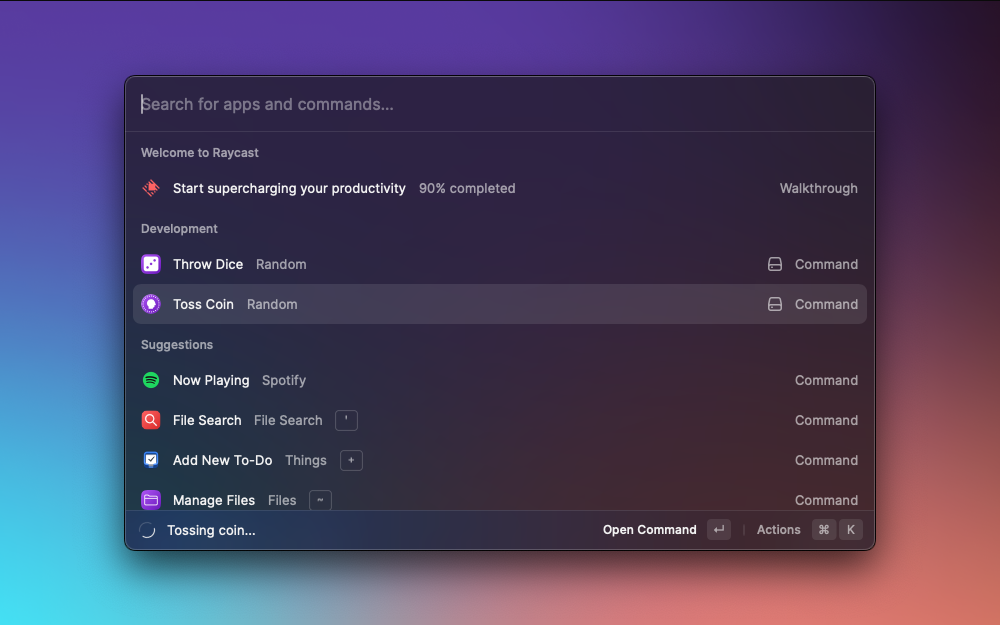 Search for apps and commands...
Welcome to Raycast
Start supercharging your productivity 90% completed Walkthrough
Development
Throw Dice Random Command
Toss Coin Random Command
Suggestions
Now Playing Spotify Command
File Search File Search ' Command
Add New To-Do Things + Command
Manage Files Files ~ Command
Tossing coin... Open Command ↵ Actions ⌘ K